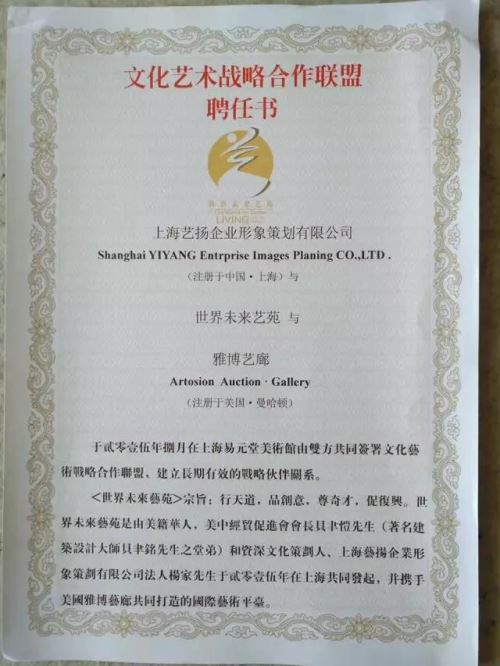 文化艺术战略合作联盟
聘任书
世界未来艺苑
LIVING
上海艺扬企业形象策划有限公司
Shanghai YIYANG Entrprise Images Planing CO.,LTD .
（注册于中国·上海）与
世界未来艺苑 与
雅博艺廊
Artosion Auction · Gallery
（注册于美国·曼哈顿）
于贰零壹伍年捌月在上海易元堂美術館由雙方共同簽署文化藝
術戰略合作聯盟，建立長期有效的戰略伙伴關系。
＜世界未來藝苑＞宗旨：行天道，品創意，尊奇才，促復興。世
界未來藝苑是由美籍華人，美中經貿促進會會長貝聿愷先生（著名建
築設計大師貝聿銘先生之堂弟）和資深文化策劃人、上海藝揚企業形
象策劃有限公司法人楊家先生于貳零壹伍年在上海共同發起，并携手
美國雅博藝廊共同打造的國際藝術平臺。